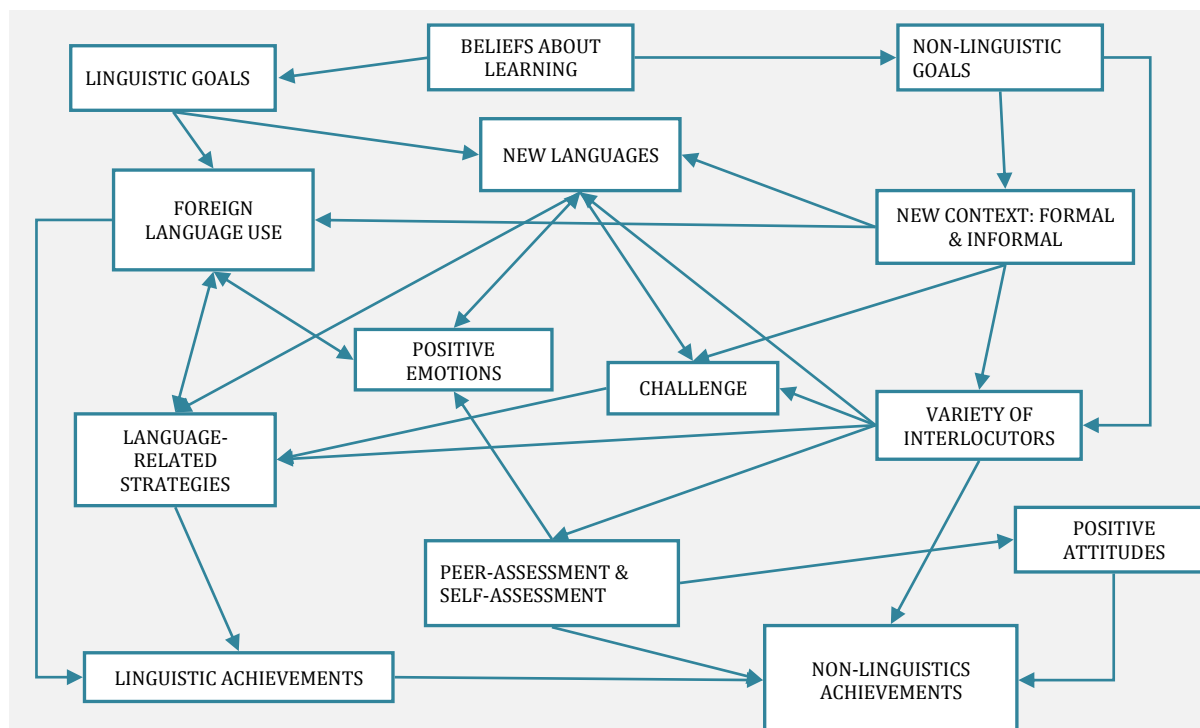 BELIEFS ABOUT
LEARNING
NON-LINGUISTIC
GOALS
LINGUISTIC GOALS
NEW LANGUAGES
FOREIGN
LANGUAGE USE
NEW CONTEXT: FORMAL
& INFORMAL
POSITIVE
EMOTIONS
CHALLENGE
VARIETY OF
INTERLOCUTORS
LANGUAGE-
RELATED
STRATEGIES
POSITIVE
ATTITUDES
PEER-ASSESSMENT &
SELF-ASSESSMENT
LINGUISTIC ACHIEVEMENTS
NON-LINGUISTICS
ACHIEVEMENTS